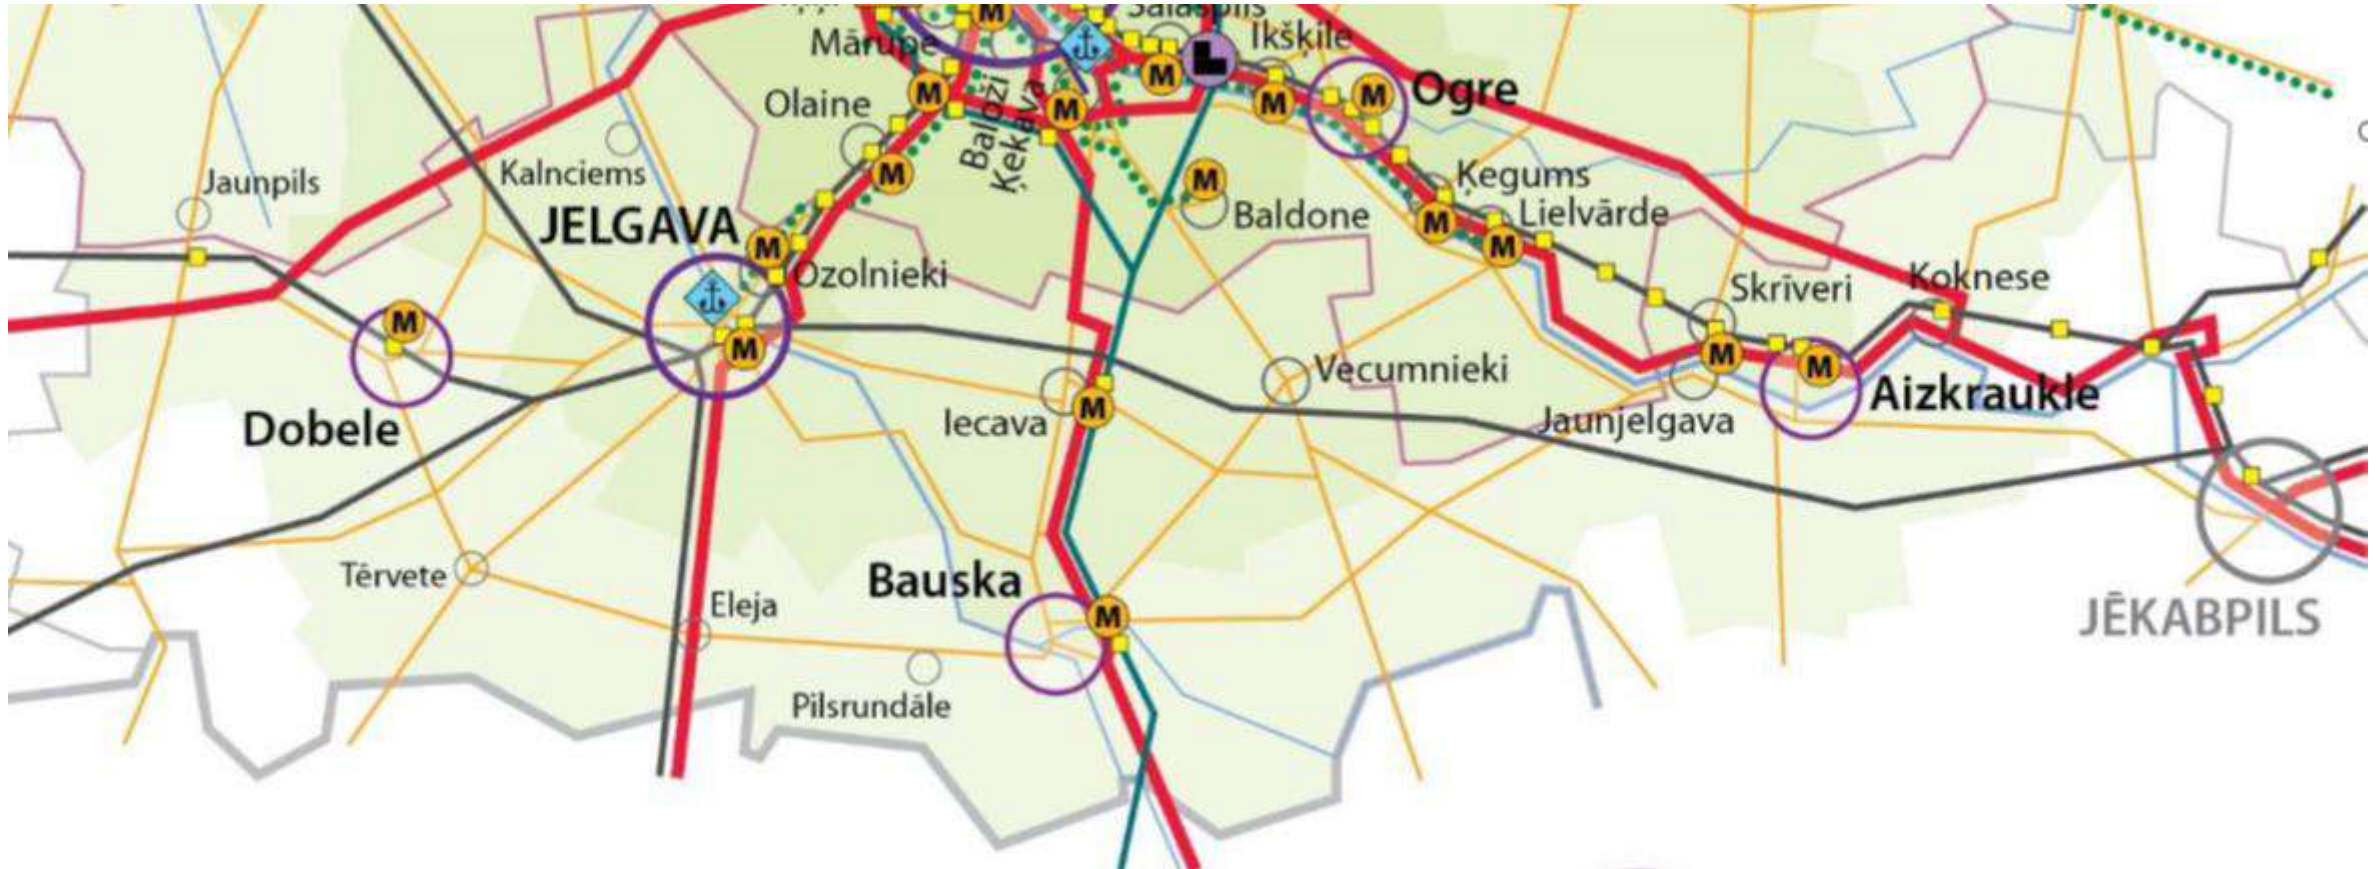 Salaspils
Mārupe
Ikšķile
Olaine
Baloži
Ķekava
M
M
M
M
M
M
M
Ogre
Jaunpils
Kalnciems
Ķegums
JELGAVA
M
Baldone
M
Lielvārde
M
M
Ozolnieki
Skrīveri
Koknese
M
M
M
M
Dobele
Iecava
M
Vecumnieki
Jaunjelgava
Aizkraukle
Tērvete
Bauska
M
Eleja
JĒKABPILS
Pilsrundāle